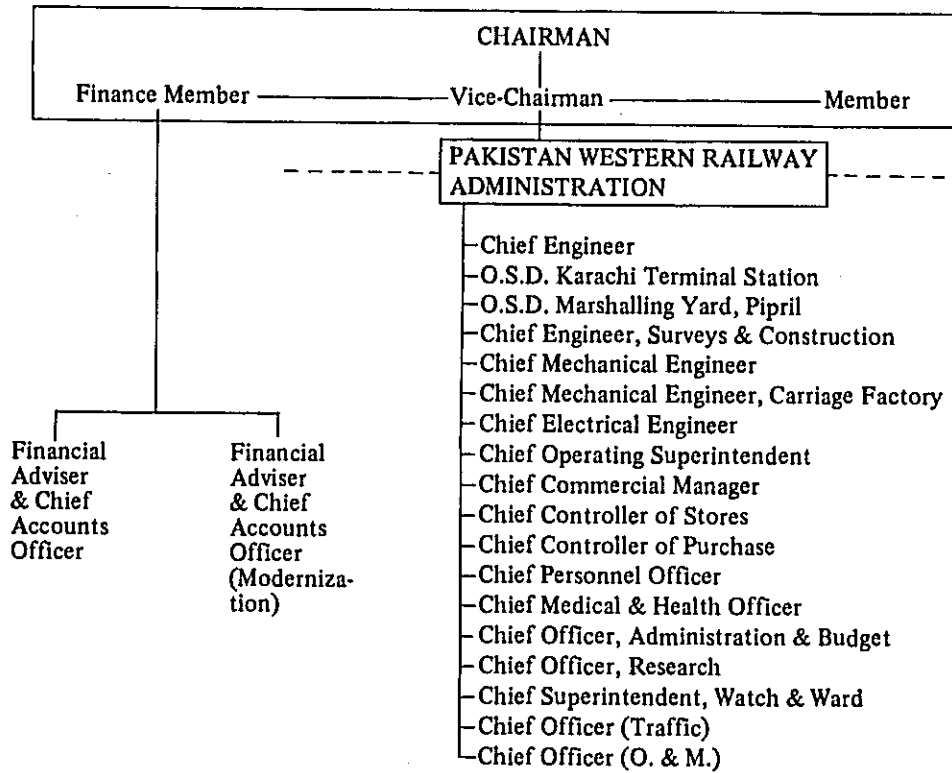 CHAIRMAN
Finance Member Vice-Chairman Member
PAKISTAN WESTERN RAILWAY
ADMINISTRATION
Chief Engineer
O.S.D. Karachi Terminal Station
O.S.D. Marshalling Yard, Pipril
Chief Engineer, Surveys & Construction
Chief Mechanical Engineer
Chief Mechanical Engineer, Carriage Factory
Chief Electrical Engineer
Chief Operating Superintendent
Chief Commercial Manager
Chief Controller of Stores
Chief Controller of Purchase
Chief Personnel Officer
Chief Medical & Health Officer
Chief Officer, Administration & Budget
Chief Officer, Research
Chief Superintendent, Watch & Ward
Chief Officer (Traffic)
Chief Officer (O. & M.)
Financial
Adviser
& Chief
Accounts
Officer
Financial
Adviser
& Chief
Accounts
Officer
(Moderniza-
tion)